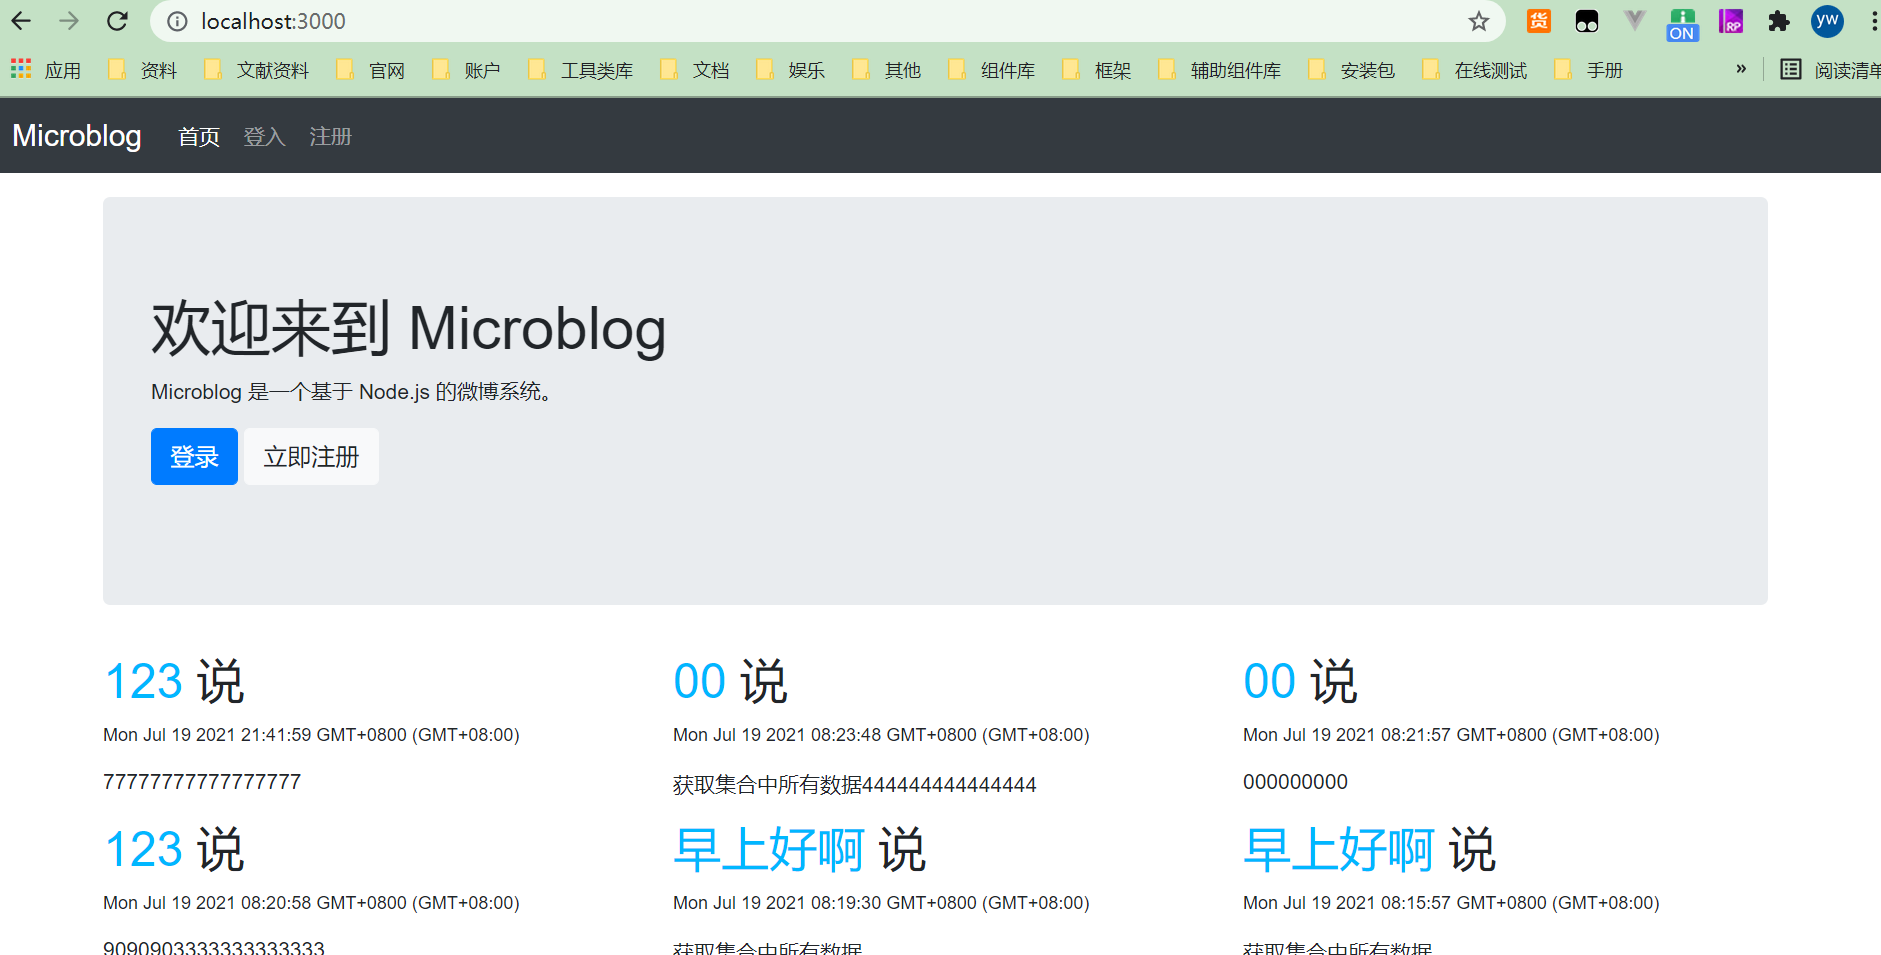 localhost:3000
货
ON
RP
yw
应用 资料 文献资料 官网 账户 工具类库 文档 娱乐 其他 组件库 框架 辅助组件库 安装包 在线测试 手册 » 阅读清单
Microblog 首页 登入 注册
欢迎来到 Microblog
Microblog 是一个基于 Node.js 的微博系统。
登录 立即注册
123 说
Mon Jul 19 2021 21:41:59 GMT+0800 (GMT+08:00)
77777777777777777
00 说
Mon Jul 19 2021 08:23:48 GMT+0800 (GMT+08:00)
获取集合中所有数据444444444444444
00 说
Mon Jul 19 2021 08:21:57 GMT+0800 (GMT+08:00)
000000000
123 说
Mon Jul 19 2021 08:20:58 GMT+0800 (GMT+08:00)
9090903333333333333
早上好啊 说
Mon Jul 19 2021 08:19:30 GMT+0800 (GMT+08:00)
获取集合中所有数据
早上好啊 说
Mon Jul 19 2021 08:15:57 GMT+0800 (GMT+08:00)
获取集合中所有数据